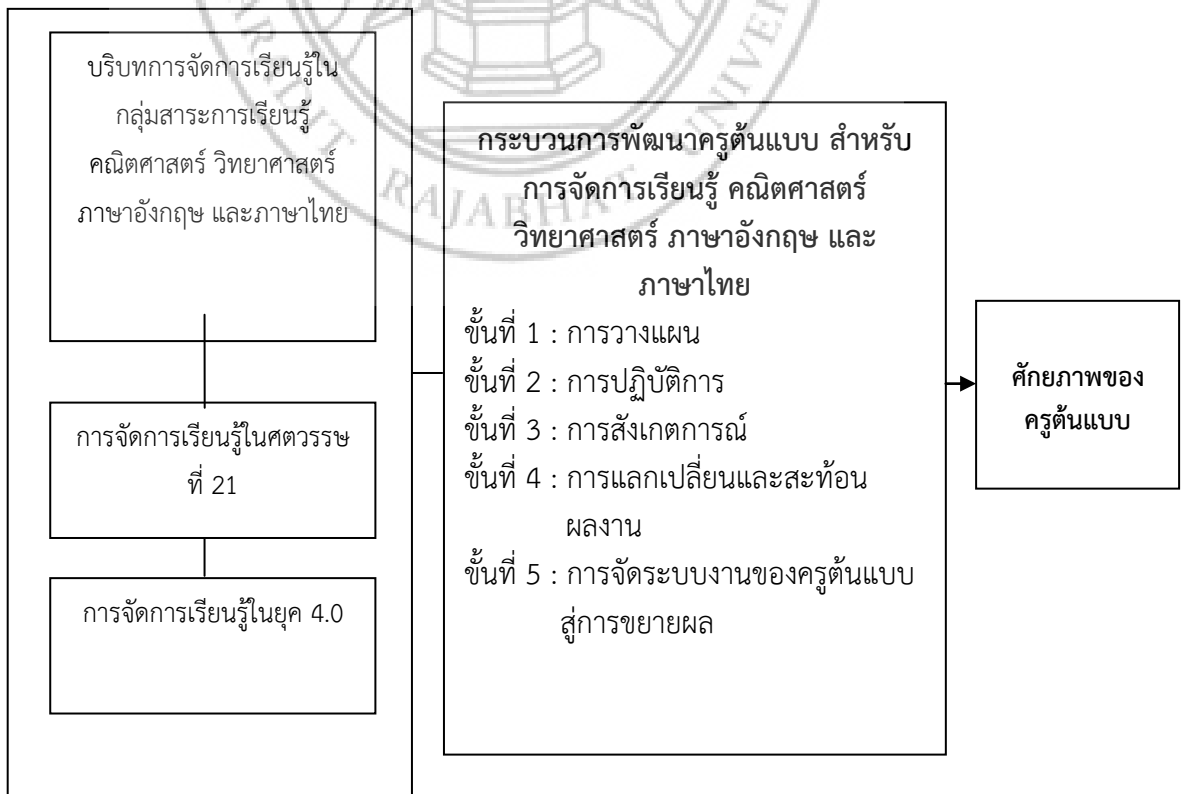 บริบทการจัดการเรียนรู้ใน
กลุ่มสาระการเรียนรู้
คณิตศาสตร์ วิทยาศาสตร์
ภาษาอังกฤษ และภาษาไทย
การจัดการเรียนรู้ในศตวรรษ
ที่ 21
การจัดการเรียนรู้ในยุค 4.0
กระบวนการพัฒนาครูต้นแบบ สำหรับ
การจัดการเรียนรู้ คณิตศาสตร์
วิทยาศาสตร์ ภาษาอังกฤษ และ
ภาษาไทย
ขั้นที่ 1 : การวางแผน
ขั้นที่ 2 : การปฏิบัติการ
ขั้นที่ 3 : การสังเกตการณ์
ขั้นที่ 4 : การแลกเปลี่ยนและสะท้อน
ผลงาน
ขั้นที่ 5 : การจัดระบบงานของครูต้นแบบ
สู่การขยายผล
ศักยภาพของ
ครูต้นแบบ
RAJABHAT